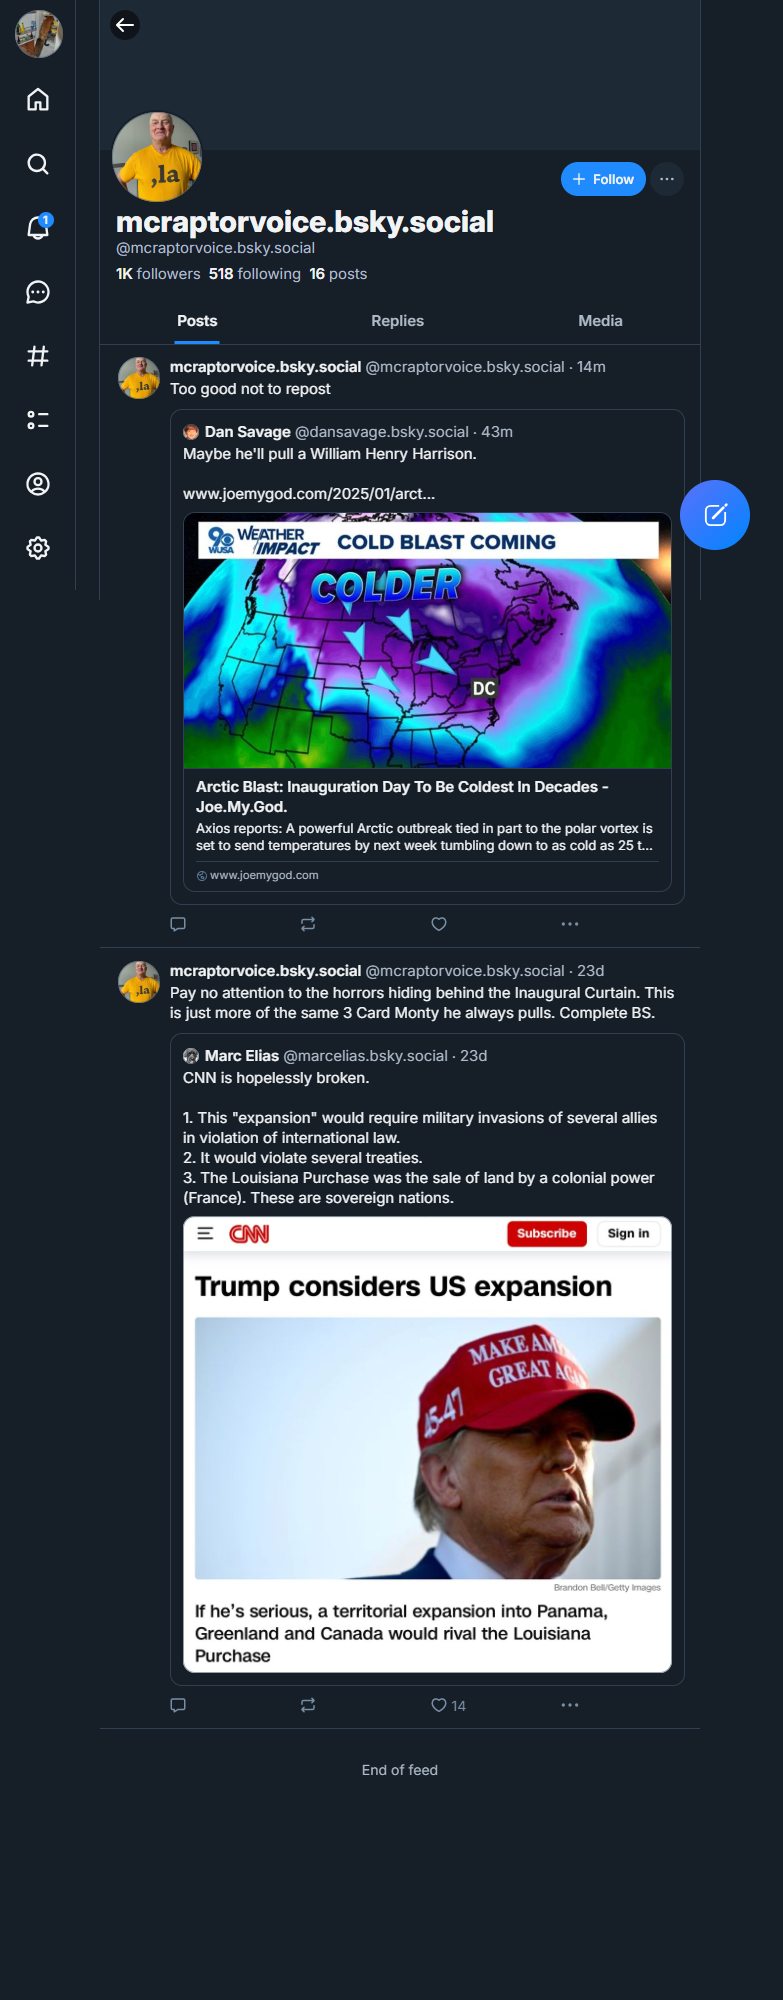 1
,la
Follow
mcraptorvoice.bsky.social
@mcraptorvoice.bsky.social
1K followers 518 following 16 posts
Posts
Replies
Media
mcraptorvoice.bsky.social @mcraptorvoice.bsky.social · 14m
Too good not to repost
,la
Dan Savage @dansavage.bsky.social · 43m
Maybe he'll pull a William Henry Harrison.
www.joemygod.com/2025/01/arct...
9 WUSA WEATHER IMPACT COLD BLAST COMING
COLDER
DC
Arctic Blast: Inauguration Day To Be Coldest In Decades -
Joe.My.God.
Axios reports: A powerful Arctic outbreak tied in part to the polar vortex is
set to send temperatures by next week tumbling down to as cold as 25 t...
www.joemygod.com
mcraptorvoice.bsky.social @mcraptorvoice.bsky.social · 23d
,la
Pay no attention to the horrors hiding behind the Inaugural Curtain. This
is just more of the same 3 Card Monty he always pulls. Complete BS.
Marc Elias @marcelias.bsky.social · 23d
CNN is hopelessly broken.
1. This "expansion" would require military invasions of several allies
in violation of international law.
2. It would violate several treaties.
3. The Louisiana Purchase was the sale of land by a colonial power
(France). These are sovereign nations.
CNN Subscribe Sign in
Trump considers US expansion
MAKE AM
GREAT AGA
45-47
Brandon Bell/Getty Images
If he's serious, a territorial expansion into Panama,
Greenland and Canada would rival the Louisiana
Purchase
14
End of feed